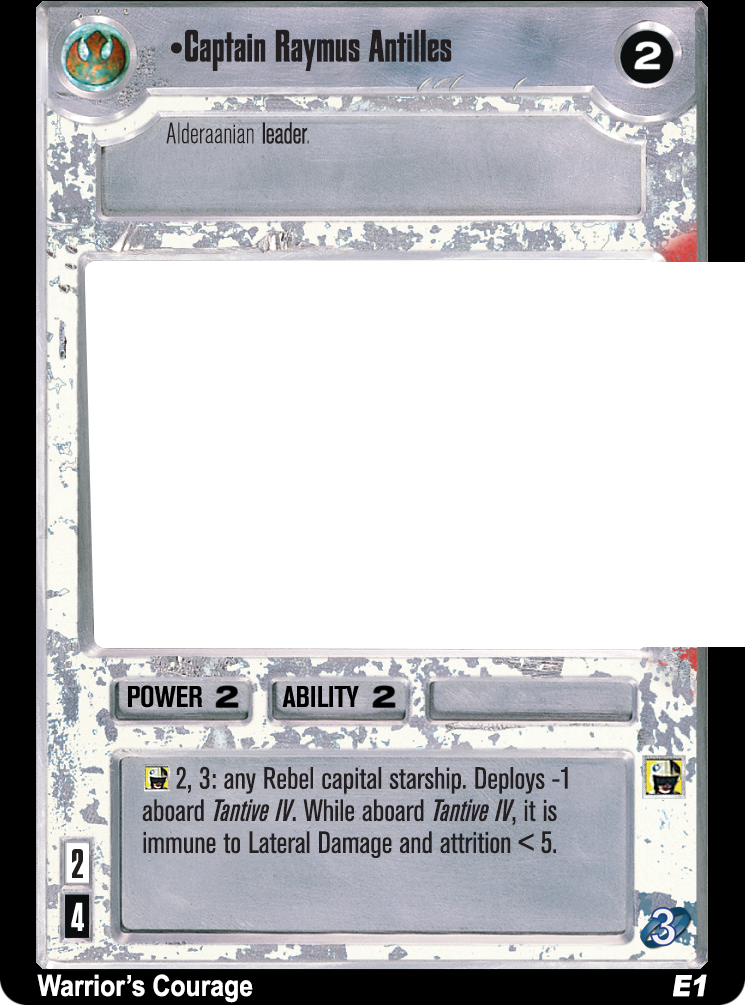 •Captain Raymus Antilles
2
Alderaanian leader.
POWER 2
ABILITY 2
2, 3: any Rebel capital starship. Deploys -1
aboard Tantive IV. While aboard Tantive IV, it is
immune to Lateral Damage and attrition < 5.
2
4
3
Warrior's Courage
E1